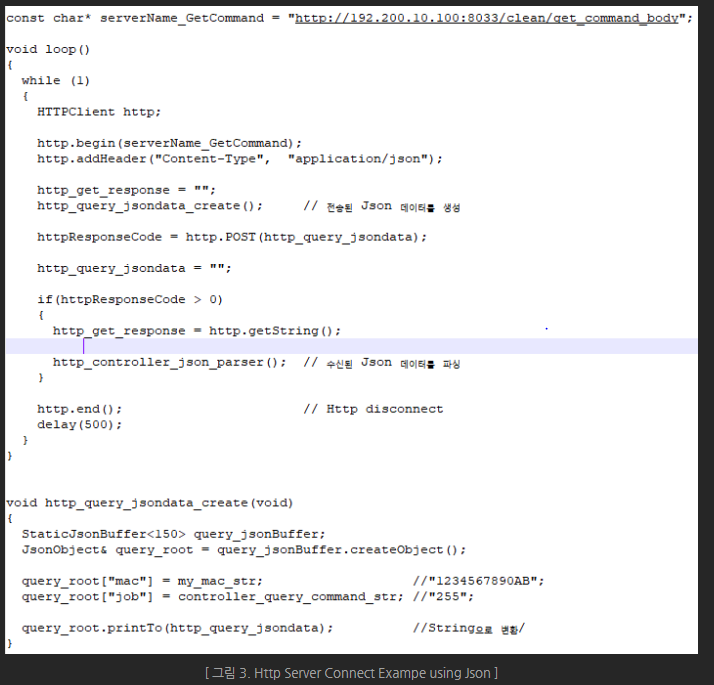 const char* serverName_GetCommand = "http://192.200.10.100:8033/clean/get_command_body";
void loop()
{
while (1)
{
HTTPClient http;
http.begin(serverName_GetCommand);
http.addHeader("Content-Type",  "application/json");
http_get_response = "";
http_query_jsondata_create();     // 전송된 Json 데이터를 생성
httpResponseCode = http.POST(http_query_jsondata);
http_query_jsondata = "";
if(httpResponseCode > 0)
{
http_get_response = http.getString();
http_controller_json_parser();  // 수신된 Json 데이터를 파싱
}
http.end();                       // Http disconnect
delay(500);
}
}
void http_query_jsondata_create(void)
{
StaticJsonBuffer<150> query_jsonBuffer;
JsonObject& query_root = query_jsonBuffer.createObject();
query_root["mac"] = my_mac_str;                   //"1234567890AB";
query_root["job"] = controller_query_command_str; //"255";
query_root.printTo(http_query_jsondata);          //String으로 변환/
}
[ 그림 3. Http Server Connect Exampe using Json ]